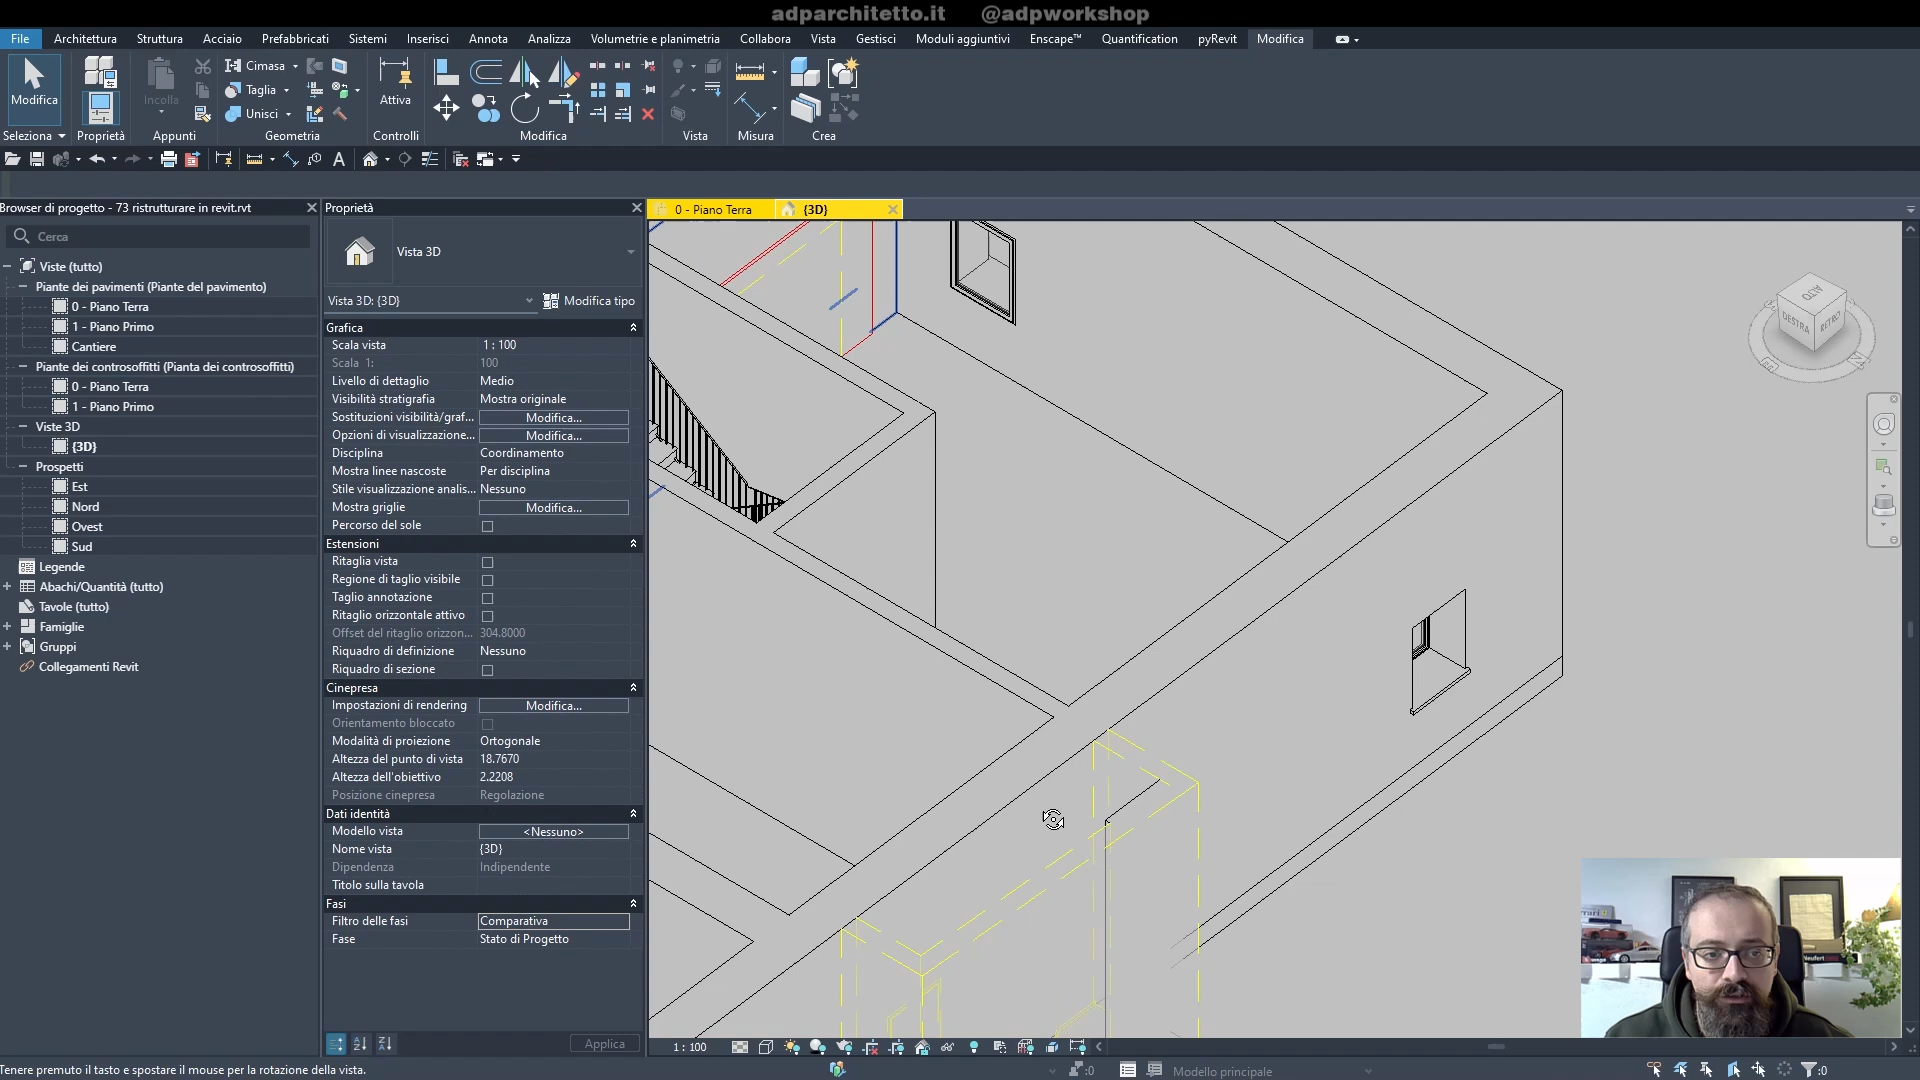 adparchitetto.it @adpworkshop
File Architettura Struttura Acciaio Prefabbricati Sistemi Inserisci Annota Analizza Volumetrie e planimetria Collabora Vista Gestisci Moduli aggiuntivi Enscape™ Quantification pyRevit Modifica
Cimasa
Taglia
Unisci
Modifica Incolla Attiva
Seleziona Proprietà Appunti Geometria Controlli Modifica Vista Misura Crea
Browser di progetto - 73 ristrutturare in revit.rvt
Cerca
Viste (tutto)
Piante dei pavimenti (Piante del pavimento)
0 - Piano Terra
1 - Piano Primo
Cantiere
Piante dei controsoffitti (Pianta dei controsoffitti)
0 - Piano Terra
1 - Piano Primo
Viste 3D
{3D}
Prospetti
Est
Nord
Ovest
Sud
Legende
Abachi/Quantità (tutto)
Tavole (tutto)
Famiglie
Gruppi
Collegamenti Revit
Proprietà
Vista 3D
Vista 3D: {3D} Modifica tipo
Grafica
Scala vista 1 : 100
Scala 1: 100
Livello di dettaglio Medio
Visibilità stratigrafia Mostra originale
Sostituzioni visibilità/graf... Modifica...
Opzioni di visualizzazione... Modifica...
Disciplina Coordinamento
Mostra linee nascoste Per disciplina
Stile visualizzazione analis... Nessuno
Mostra griglie Modifica...
Percorso del sole
Estensioni
Ritaglia vista
Regione di taglio visibile
Taglio annotazione
Ritaglio orizzontale attivo
Offset del ritaglio orizzon... 304.8000
Riquadro di definizione Nessuno
Riquadro di sezione
Cinepresa
Impostazioni di rendering Modifica...
Orientamento bloccato
Modalità di proiezione Ortogonale
Altezza del punto di vista 18.7670
Altezza dell'obiettivo 2.2208
Posizione cinepresa Regolazione
Dati identità
Modello vista <Nessuno>
Nome vista {3D}
Dipendenza Indipendente
Titolo sulla tavola
Fasi
Filtro delle fasi Comparativa
Fase Stato di Progetto
Applica
0 - Piano Terra {3D}
ALTO
DESTRA RETRO
Neufert
1 : 100
Tenere premuto il tasto e spostare il mouse per la rotazione della vista.
:0 Modello principale :0